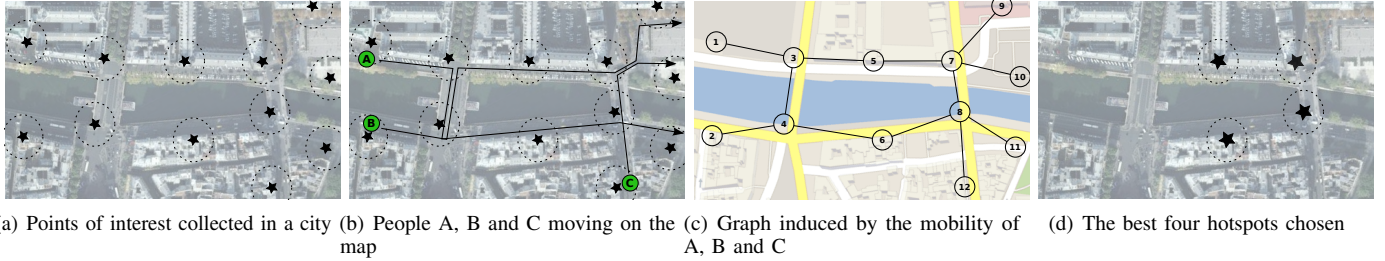 A
B
C
1
2
3
4
5
6
7
8
9
10
11
12
a) Points of interest collected in a city
(b) People A, B and C moving on the
map
(c) Graph induced by the mobility of
A, B and C
(d) The best four hotspots chosen